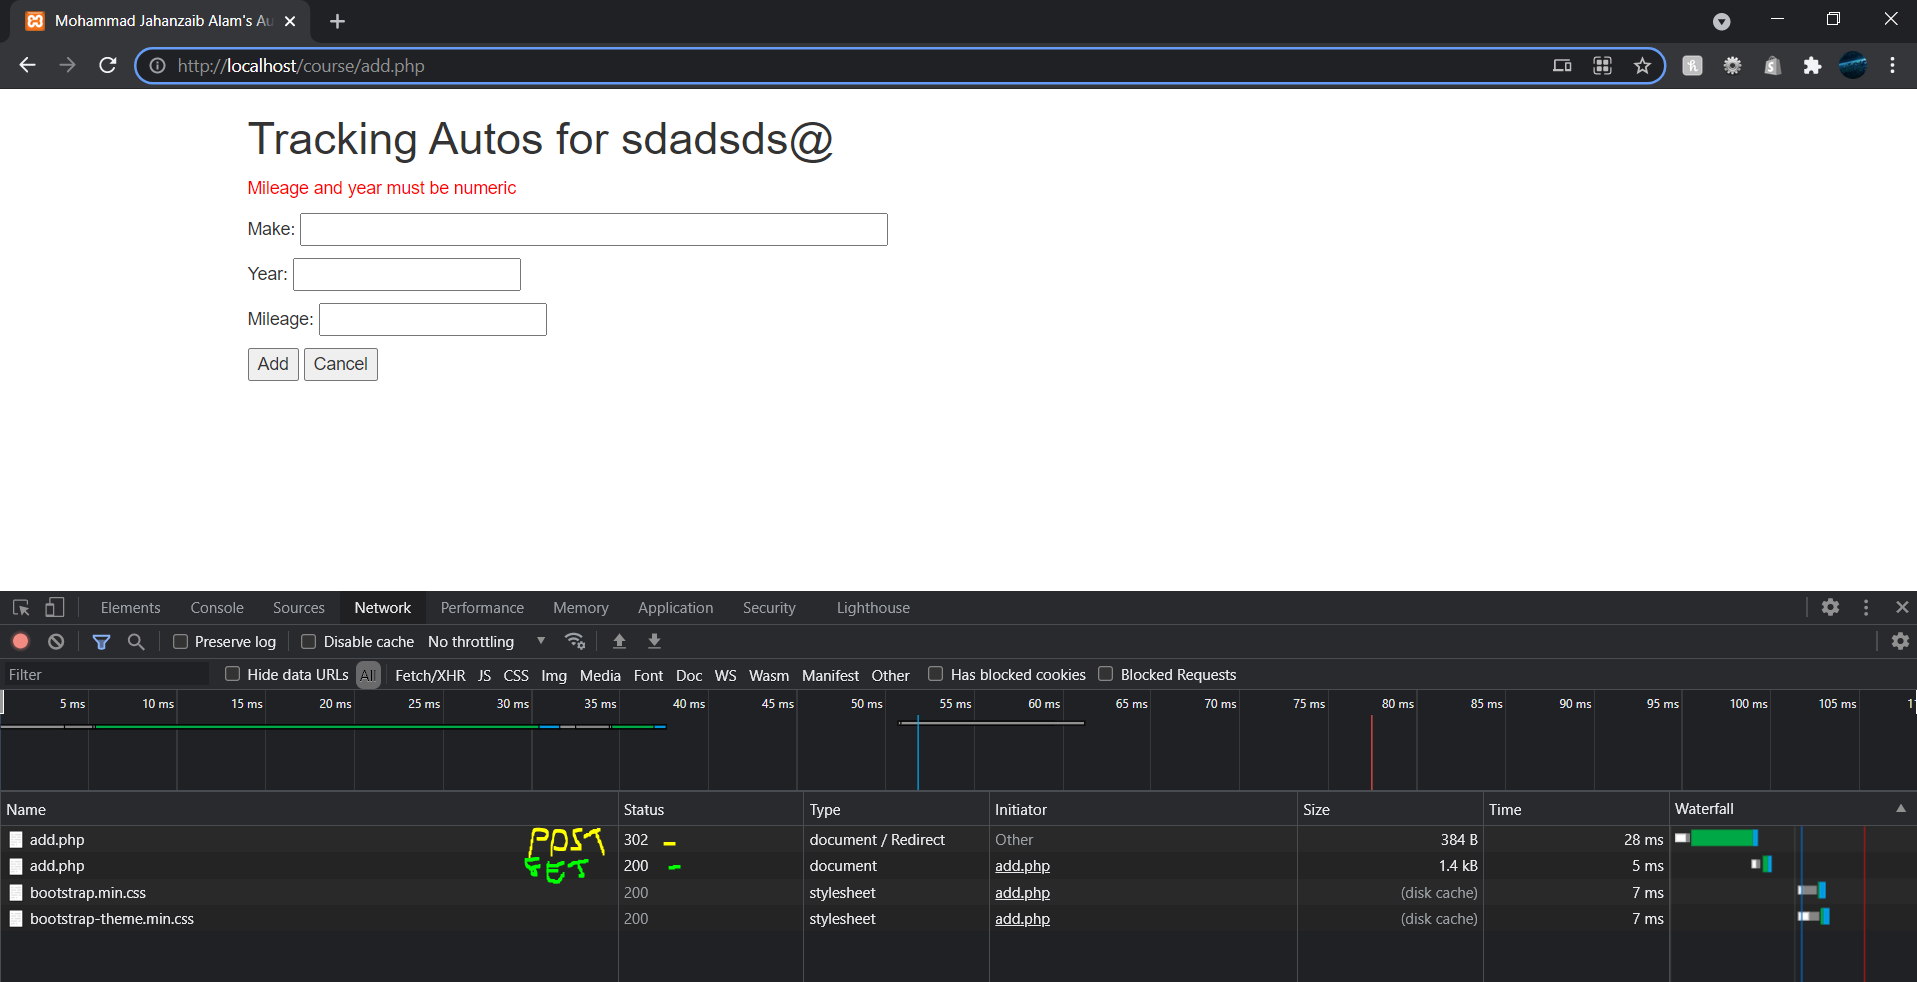 Mohammad Jahanzaib Alam's Au
http://localhost/course/add.php
Tracking Autos for sdadsds@
Mileage and year must be numeric
Make:
Year:
Mileage:
Add Cancel
Elements Console Sources Network Performance Memory Application Security Lighthouse
Preserve log Disable cache No throttling
Filter Hide data URLs All Fetch/XHR JS CSS Img Media Font Doc WS Wasm Manifest Other Has blocked cookies Blocked Requests
5 ms 10 ms 15 ms 20 ms 25 ms 30 ms 35 ms 40 ms 45 ms 50 ms 55 ms 60 ms 65 ms 70 ms 75 ms 80 ms 85 ms 90 ms 95 ms 100 ms 105 ms
Name Status Type Initiator Size Time Waterfall
add.php POST 302 document / Redirect Other 384 B 28 ms
add.php GET 200 document add.php 1.4 kB 5 ms
bootstrap.min.css 200 stylesheet add.php (disk cache) 7 ms
bootstrap-theme.min.css 200 stylesheet add.php (disk cache) 7 ms